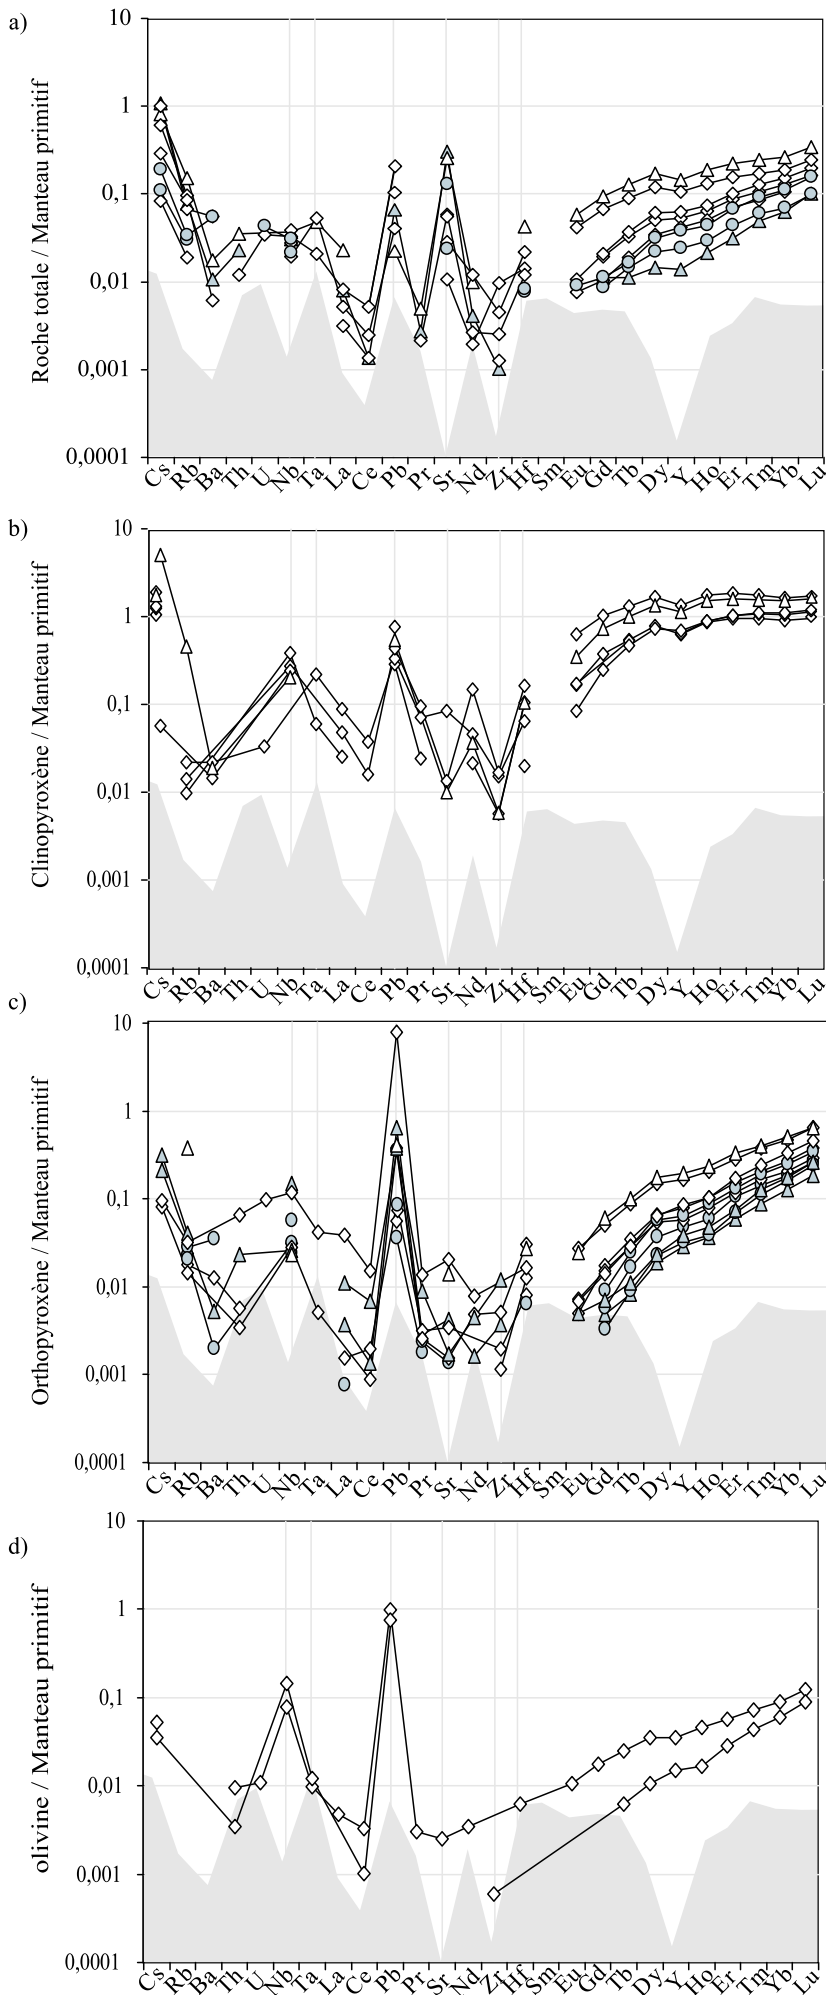 a)
Roche totale / Manteau primitif
10
1
0,1
0,01
0,001
0,0001
Cs Rb Ba Th U Nb Ta La Ce Pb Pr Sr Nd Zr Hf Sm Eu Gd Tb Dy Y Ho Er Tm Yb Lu
b)
Clinopyroxène / Manteau primitif
10
1
0,1
0,01
0,001
0,0001
Cs Rb Ba Th U Nb Ta La Ce Pb Pr Sr Nd Zr Hf Sm Eu Gd Tb Dy Y Ho Er Tm Yb Lu
c)
Orthopyroxène / Manteau primitif
10
1
0,1
0,01
0,001
0,0001
Cs Rb Ba Th U Nb Ta La Ce Pb Pr Sr Nd Zr Hf Sm Eu Gd Tb Dy Y Ho Er Tm Yb Lu
d)
olivine / Manteau primitif
10
1
0,1
0,01
0,001
0,0001
Cs Rb Ba Th U Nb Ta La Ce Pb Pr Sr Nd Zr Hf Sm Eu Gd Tb Dy Y Ho Er Tm Yb Lu